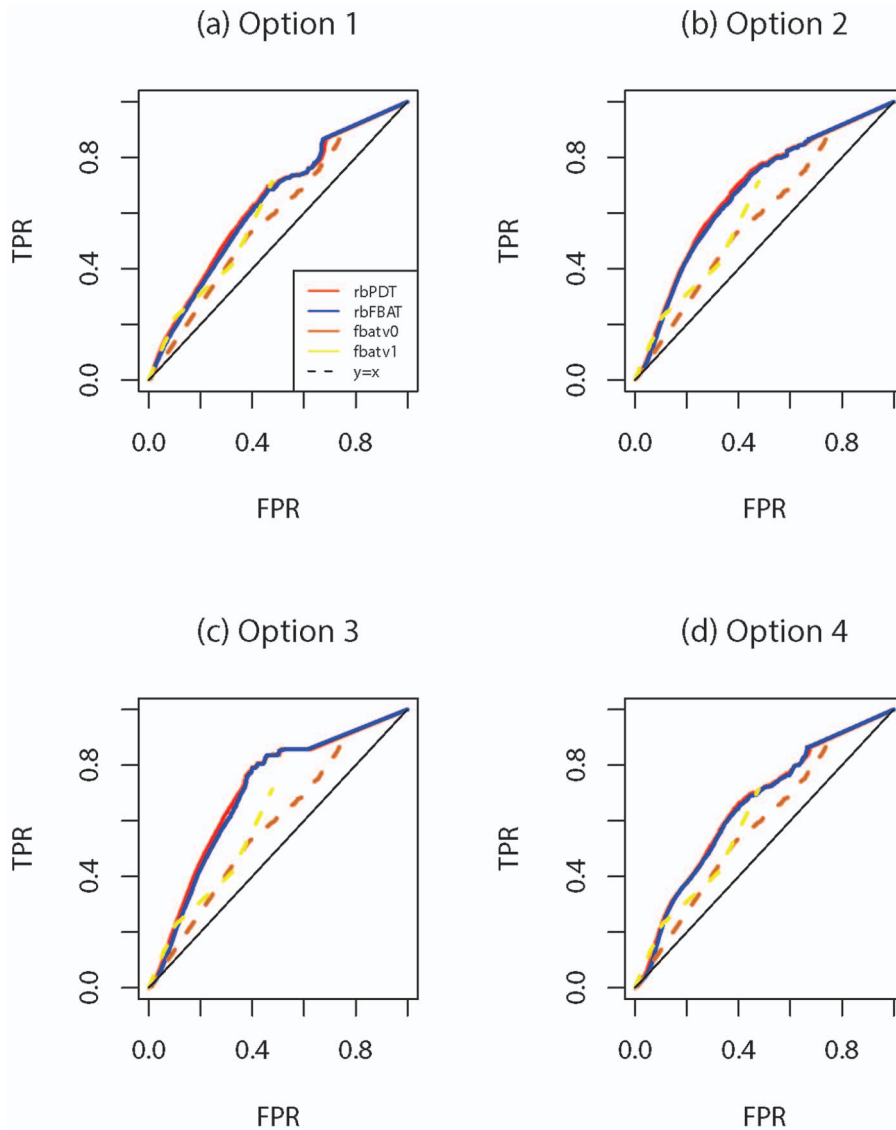 (a) Option 1
TPR
0.8
0.4
0.0
rbPDT
rbFBAT
fbatv0
fbatv1
y=x
0.0 0.4 0.8
FPR
(b) Option 2
TPR
0.8
0.4
0.0
0.0 0.4 0.8
FPR
(c) Option 3
TPR
0.8
0.4
0.0
0.0 0.4 0.8
FPR
(d) Option 4
TPR
0.8
0.4
0.0
0.0 0.4 0.8
FPR